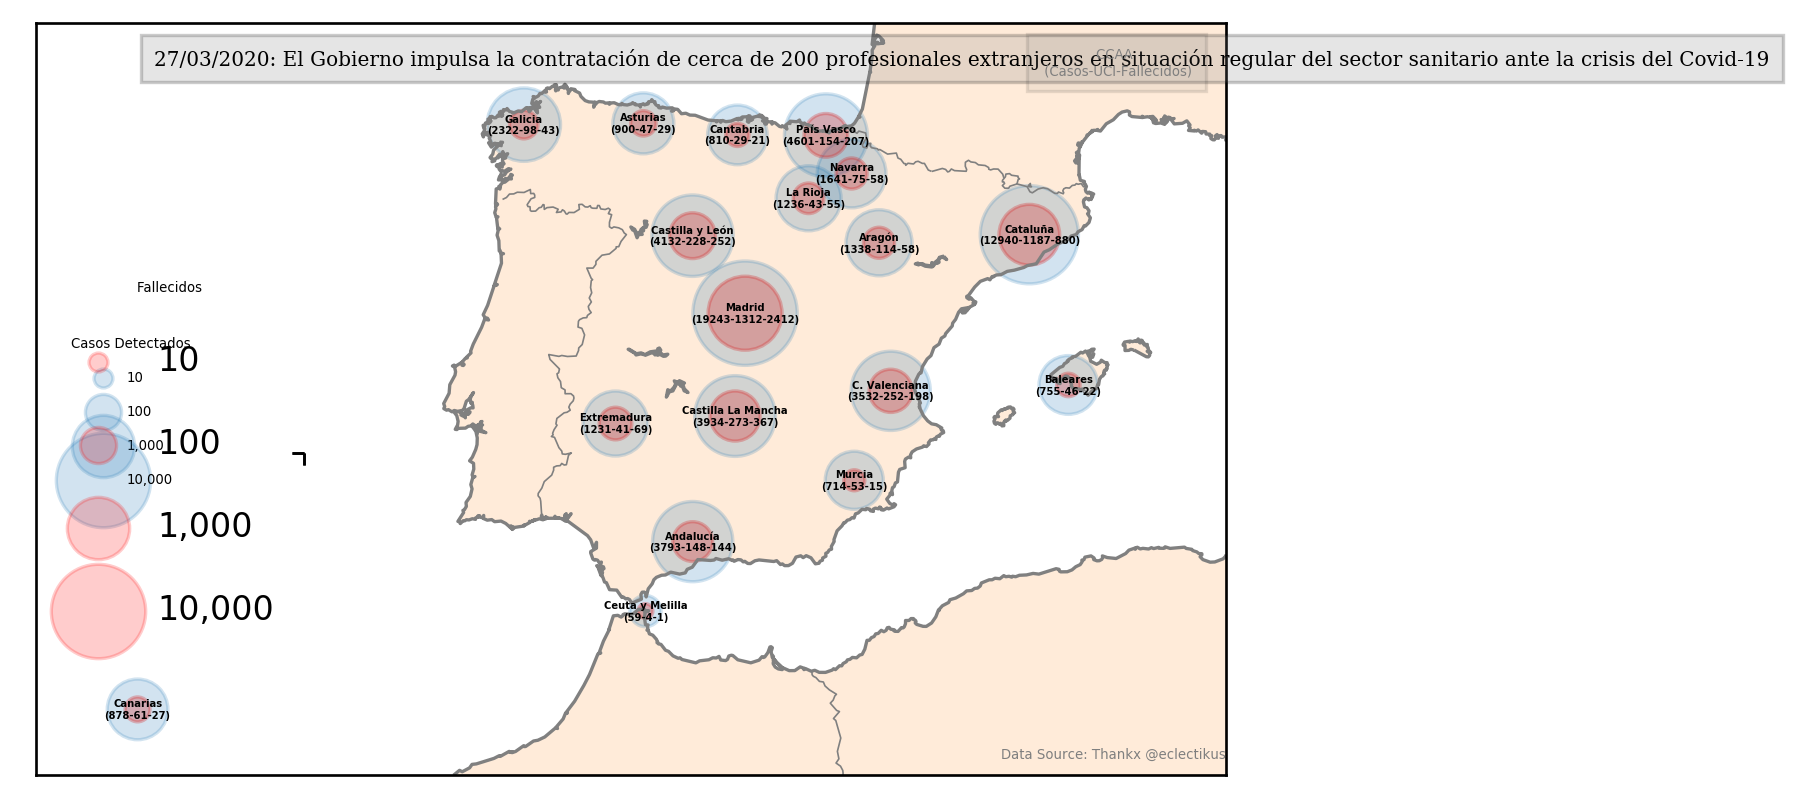 27/03/2020: El Gobierno impulsa la contratación de cerca de 200 profesionales extranjeros en situación regular del sector sanitario ante la crisis del Covid-19
CCAA
(Casos-UCI-Fallecidos)
Galicia
(2322-98-43)
Asturias
(900-47-29)
Cantabria
(810-29-21)
País Vasco
(4601-154-207)
Navarra
(1641-75-58)
La Rioja
(1236-43-55)
Castilla y León
(4132-228-252)
Aragón
(1338-114-58)
Cataluña
(12940-1187-880)
Madrid
(19243-1312-2412)
Fallecidos
Casos Detectados
10
10
100
100
1,000
10,000
1,000
10,000
C. Valenciana
(3532-252-198)
Baleares
(755-46-22)
Extremadura
(1231-41-69)
Castilla La Mancha
(3934-273-367)
Murcia
(714-53-15)
Andalucía
(3793-148-144)
Ceuta y Melilla
(59-4-1)
Canarias
(878-61-27)
Data Source: Thankx @eclectikus